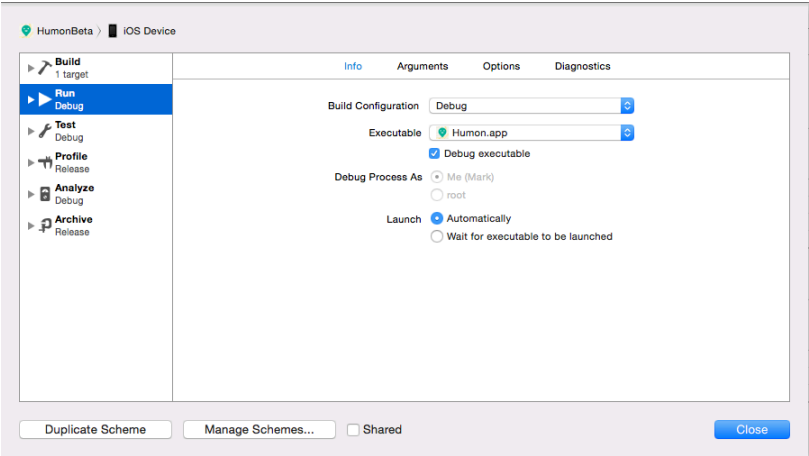 HumonBeta 〉 iOS Device
Build
1 target
Run
Debug
Test
Debug
Profile
Release
Analyze
Debug
Archive
Release
Info Arguments Options Diagnostics
Build Configuration Debug
Executable Humon.app
Debug executable
Debug Process As Me (Mark)
root
Launch Automatically
Wait for executable to be launched
Duplicate Scheme Manage Schemes... Shared Close